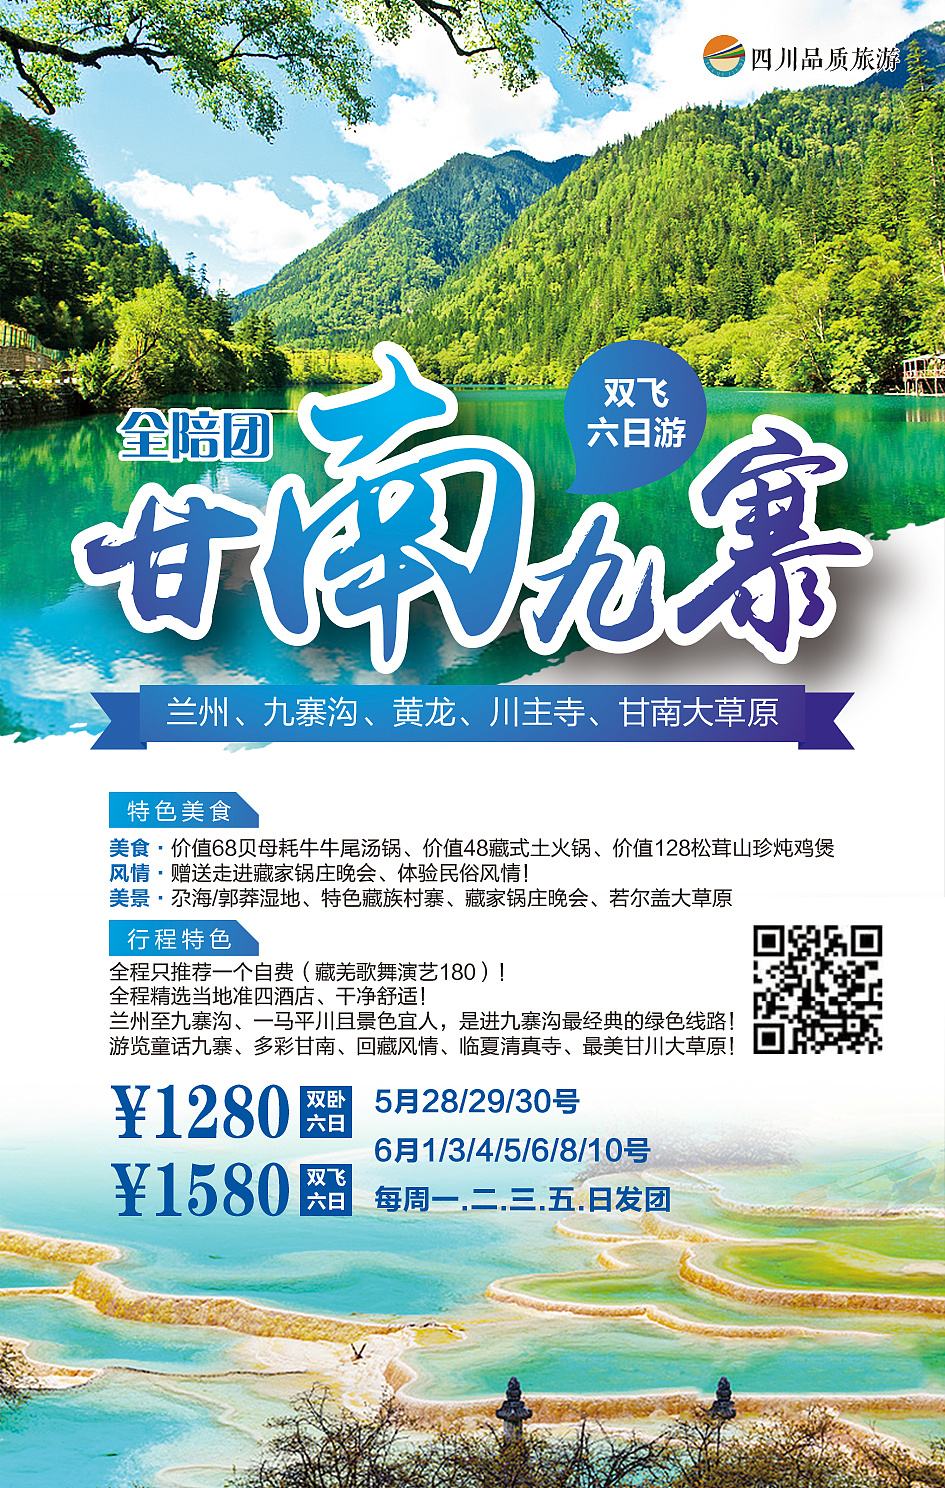 四川品质旅游
双飞
六日游
全陪团
甘南九寨
兰州、九寨沟、黄龙、川主寺、甘南大草原
特色美食
美食·价值68贝母耗牛牛尾汤锅、价值48藏式土火锅、价值128松茸山珍炖鸡煲
风情·赠送走进藏家锅庄晚会、体验民俗风情！
美景·尕海/郭莽湿地、特色藏族村寨、藏家锅庄晚会、若尔盖大草原
行程特色
全程只推荐一个自费（藏羌歌舞演艺180）！
全程精选当地准四酒店、干净舒适！
兰州至九寨沟、一马平川且景色宜人，是进九寨沟最经典的绿色线路！
游览童话九寨、多彩甘南、回藏风情、临夏清真寺、最美甘川大草原！
¥1280 双卧六日
5月28/29/30号
6月1/3/4/5/6/8/10号
¥1580 双飞六日
每周一.二.三.五.日发团